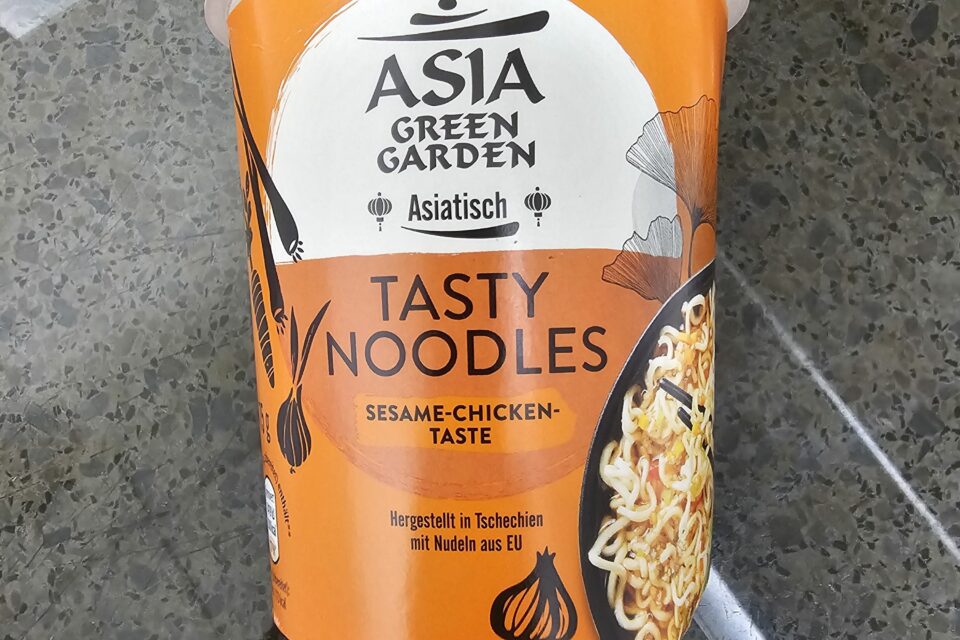 ASIA
GREEN
GARDEN
Asiatisch
TASTY
NOODLES
SESAME-CHICKEN-
TASTE
Hergestellt in Tschechien
mit Nudeln aus EU